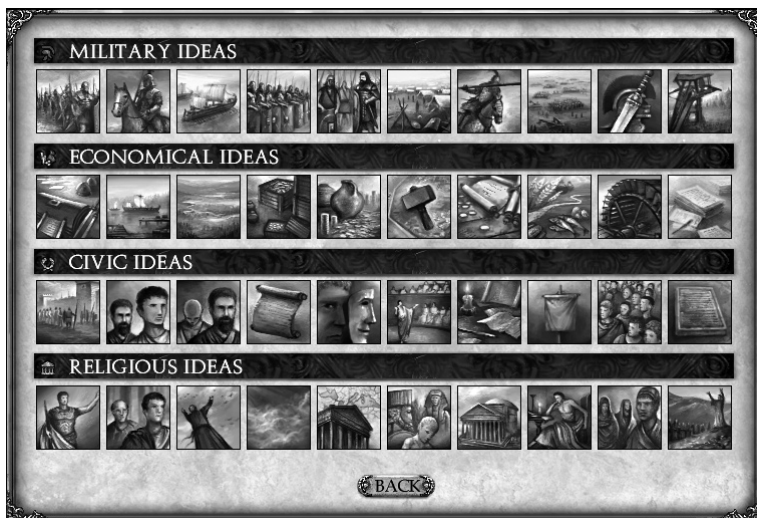 MILITARY IDEAS
ECONOMICAL IDEAS
CIVIC IDEAS
RELIGIOUS IDEAS
BACK